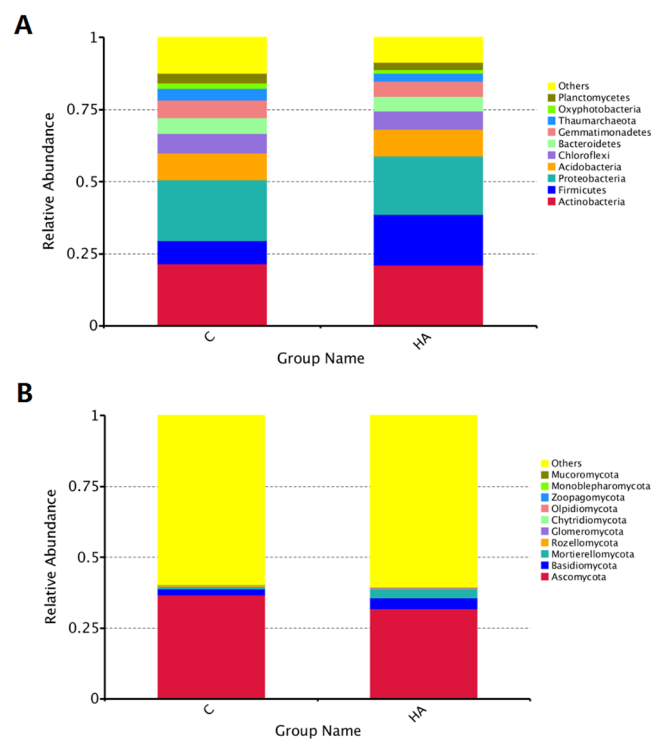 A
1
0.75
0.5
0.25
0
Relative Abundance
C
HA
Group Name
Others
Planctomycetes
Oxyphotobacteria
Thaumarchaeota
Gemmatimonadetes
Bacteroidetes
Chloroflexi
Acidobacteria
Proteobacteria
Firmicutes
Actinobacteria
B
1
0.75
0.5
0.25
0
Relative Abundance
C
HA
Group Name
Others
Mucoromycota
Monoblepharomycota
Zoopagomycota
Olpidiomycota
Chytridiomycota
Glomeromycota
Rozellomycota
Mortierellomycota
Basidiomycota
Ascomycota